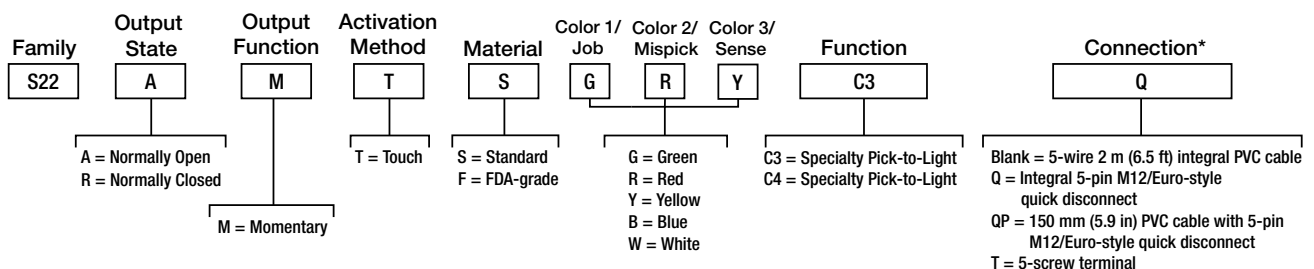 Family
Output
State
Output
Function
Activation
Method
Material
Color 1/
Job
Color 2/
Mispick
Color 3/
Sense
Function
Connection*
S22
A
M
T
S
G
R
Y
C3
Q
A = Normally Open
R = Normally Closed
M = Momentary
T = Touch
S = Standard
F = FDA-grade
G = Green
R = Red
Y = Yellow
B = Blue
W = White
C3 = Specialty Pick-to-Light
C4 = Specialty Pick-to-Light
Blank = 5-wire 2 m (6.5 ft) integral PVC cable
Q = Integral 5-pin M12/Euro-style
quick disconnect
QP = 150 mm (5.9 in) PVC cable with 5-pin
M12/Euro-style quick disconnect
T = 5-screw terminal